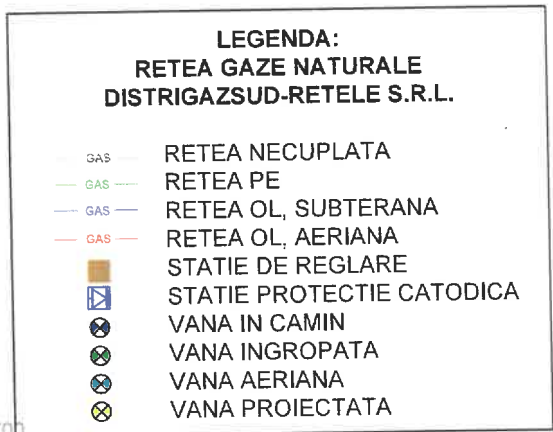 LEGENDA:
RETEA GAZE NATURALE
DISTRIGAZSUD-RETELE S.R.L.
GAS RETEA NECUPLATA
GAS RETEA PE
GAS RETEA OL, SUBTERANA
GAS RETEA OL, AERIANA
STATIE DE REGLARE
STATIE PROTECTIE CATODICA
VANA IN CAMIN
VANA INGROPATA
VANA AERIANA
VANA PROIECTATA